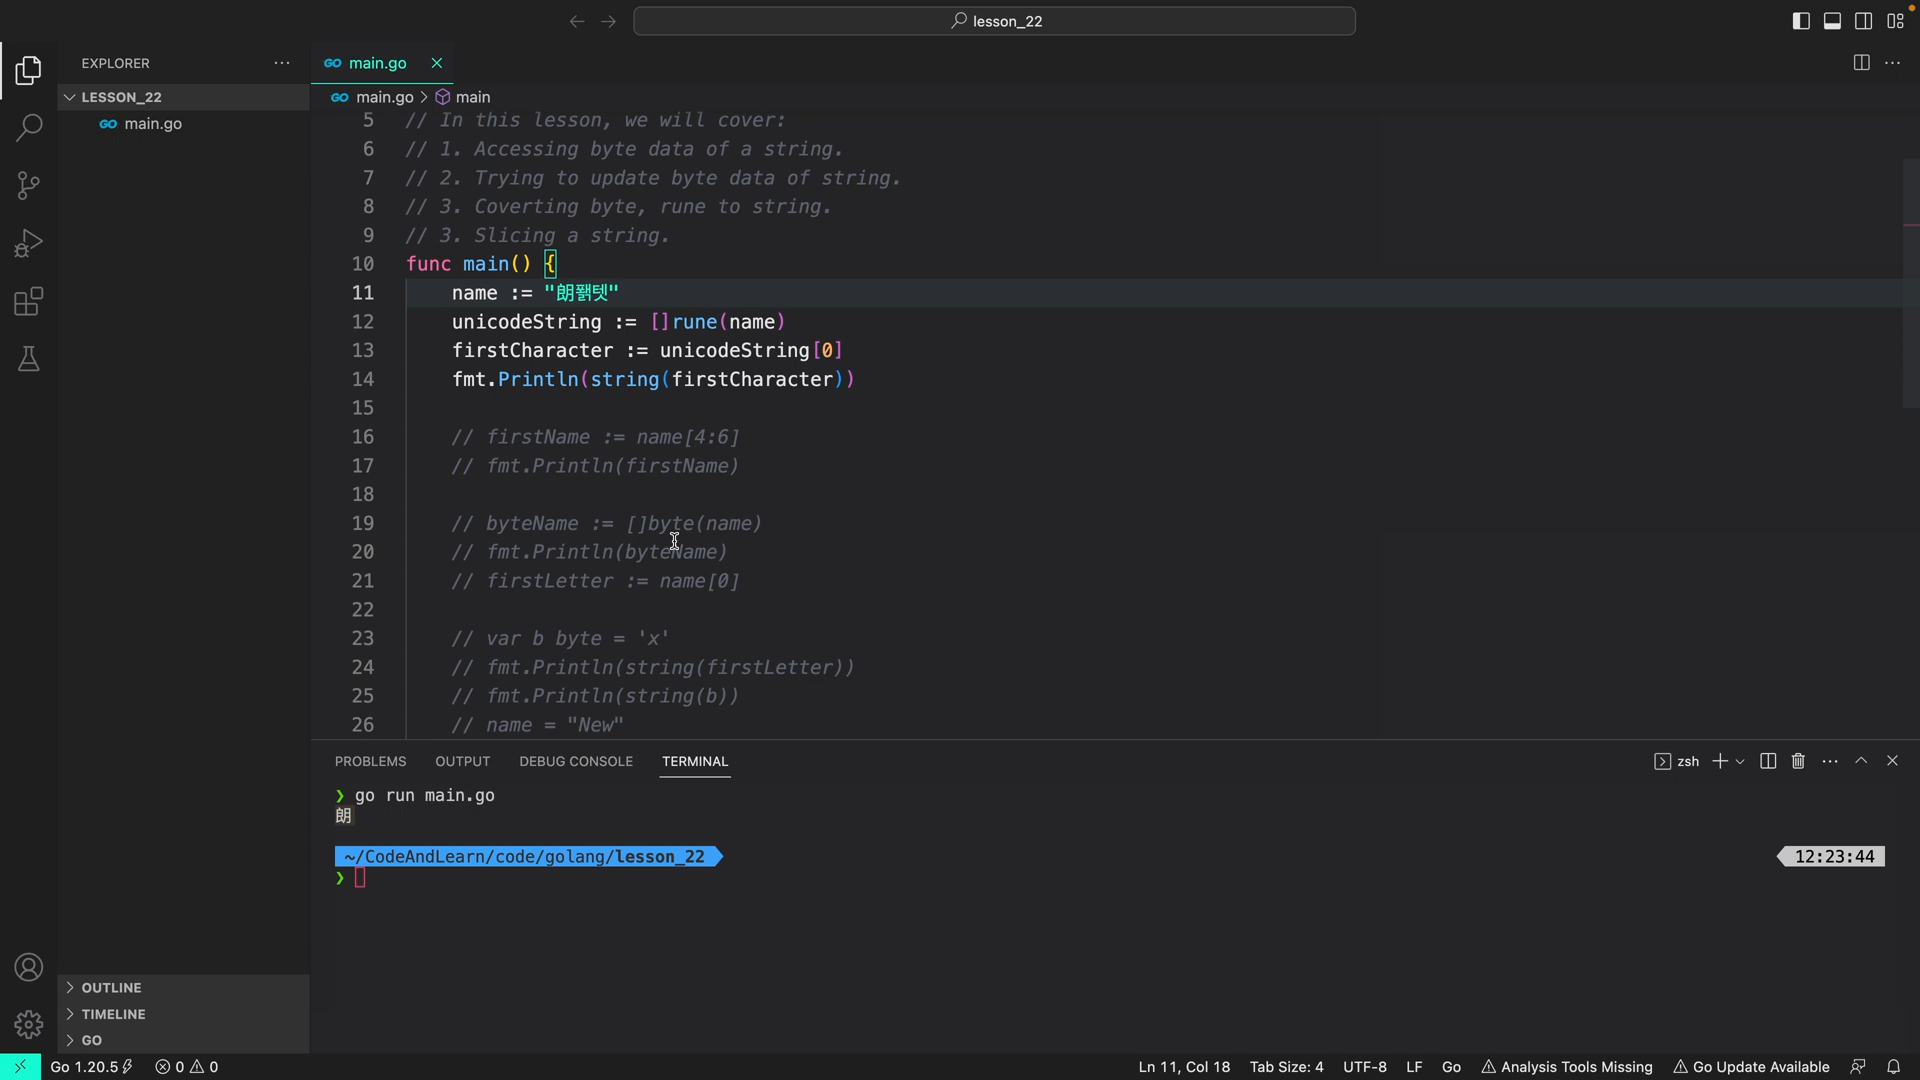 lesson_22
EXPLORER
LESSON_22
main.go
main.go
main.go > main
5 // In this lesson, we will cover:
6 // 1. Accessing byte data of a string.
7 // 2. Trying to update byte data of string.
8 // 3. Coverting byte, rune to string.
9 // 3. Slicing a string.
10 func main() {
11 name := "朗쬁텟"
12 unicodeString := []rune(name)
13 firstCharacter := unicodeString[0]
14 fmt.Println(string(firstCharacter))
15
16 // firstName := name[4:6]
17 // fmt.Println(firstName)
18
19 // byteName := []byte(name)
20 // fmt.Println(byteName)
21 // firstLetter := name[0]
22
23 // var b byte = 'x'
24 // fmt.Println(string(firstLetter))
25 // fmt.Println(string(b))
26 // name = "New"
PROBLEMS OUTPUT DEBUG CONSOLE TERMINAL
zsh
❯ go run main.go
朗
~/CodeAndLearn/code/golang/lesson_22
12:23:44
❯
OUTLINE
TIMELINE
GO
Go 1.20.5 0 0 Ln 11, Col 18 Tab Size: 4 UTF-8 LF Go Analysis Tools Missing Go Update Available